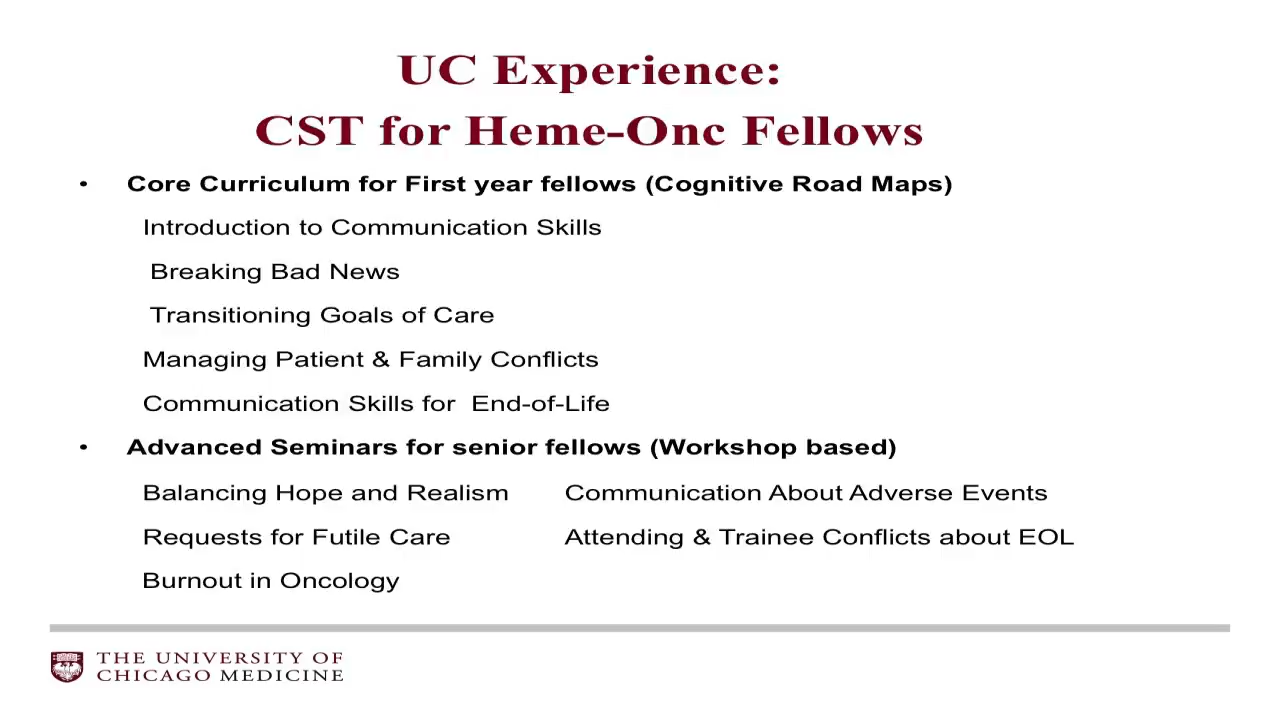 UC Experience:
CST for Heme-Onc Fellows
• Core Curriculum for First year fellows (Cognitive Road Maps)
Introduction to Communication Skills
Breaking Bad News
Transitioning Goals of Care
Managing Patient & Family Conflicts
Communication Skills for  End-of-Life
• Advanced Seminars for senior fellows (Workshop based)
Balancing Hope and Realism Communication About Adverse Events
Requests for Futile Care Attending & Trainee Conflicts about EOL
Burnout in Oncology
THE UNIVERSITY OF
CHICAGO MEDICINE